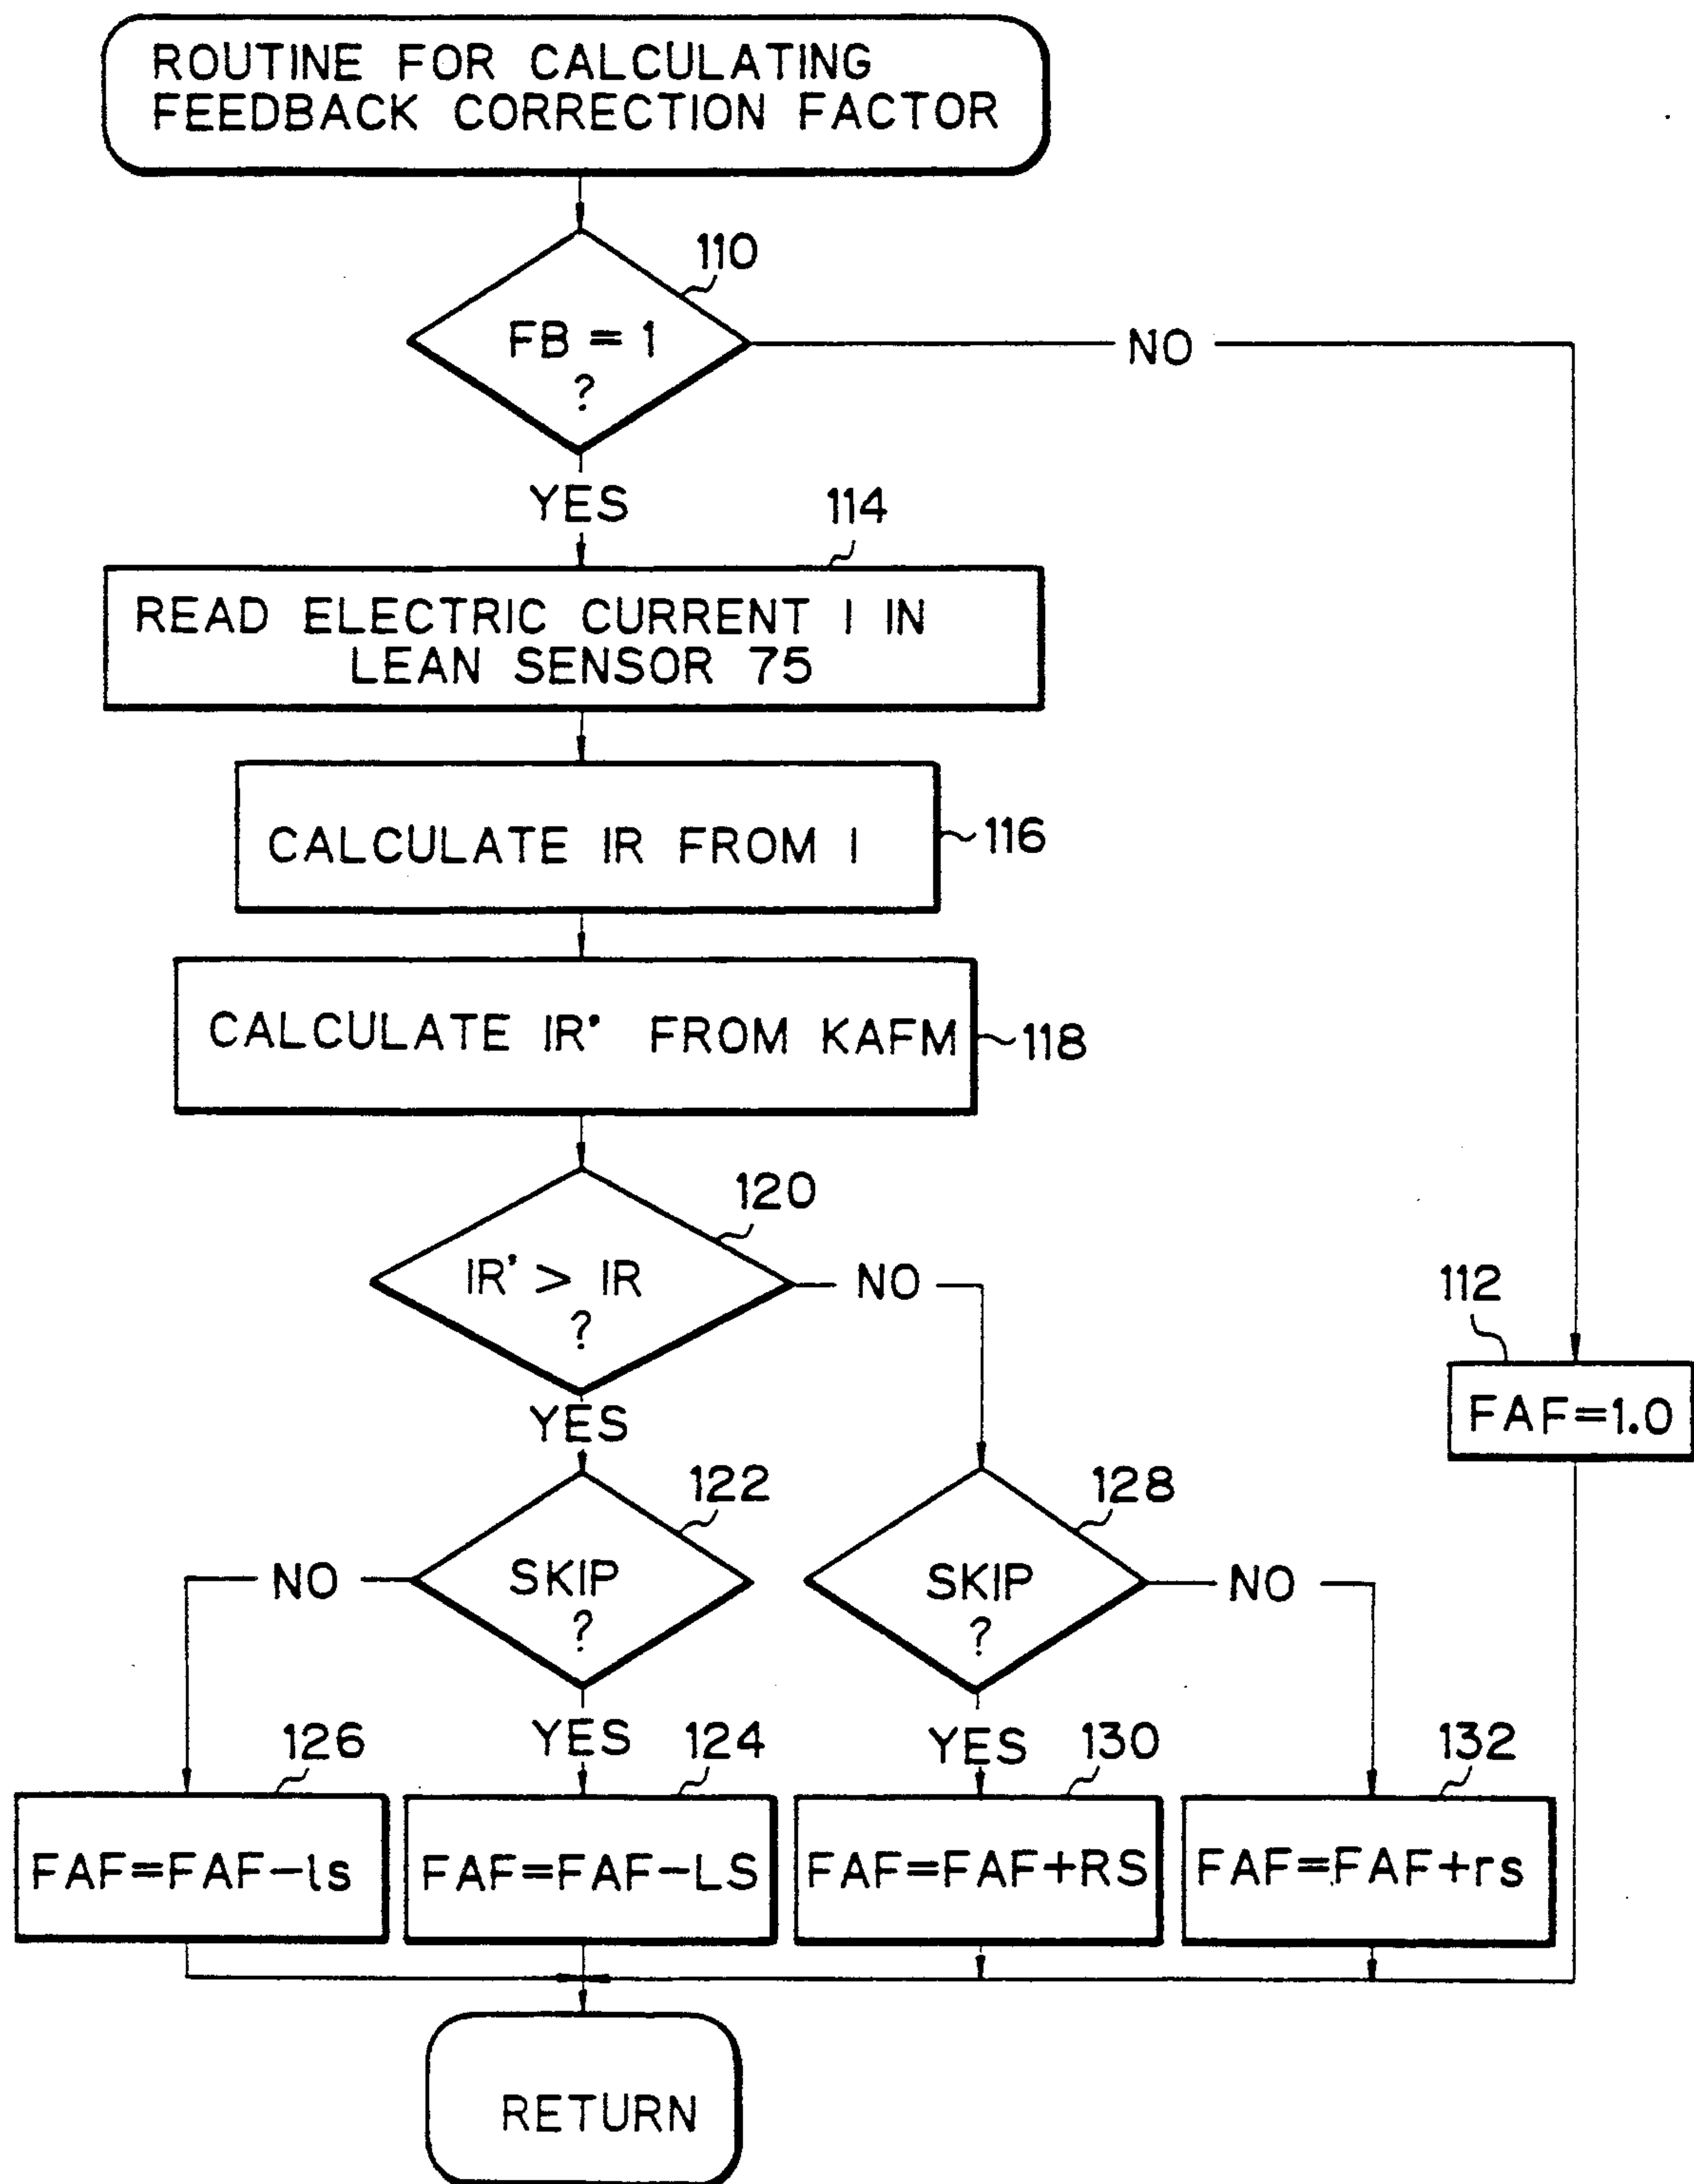 ROUTINE FOR CALCULATING
FEEDBACK CORRECTION FACTOR
110
FB = 1
?
NO
YES
114
READ ELECTRIC CURRENT I IN
LEAN SENSOR 75
CALCULATE IR FROM I
116
CALCULATE IR' FROM KAFM
118
120
IR' > IR
?
NO
112
FAF=1.0
YES
122
SKIP
?
NO
128
SKIP
?
NO
126
YES
124
YES
130
132
FAF=FAF-ls
FAF=FAF-LS
FAF=FAF+RS
FAF=FAF+rs
RETURN